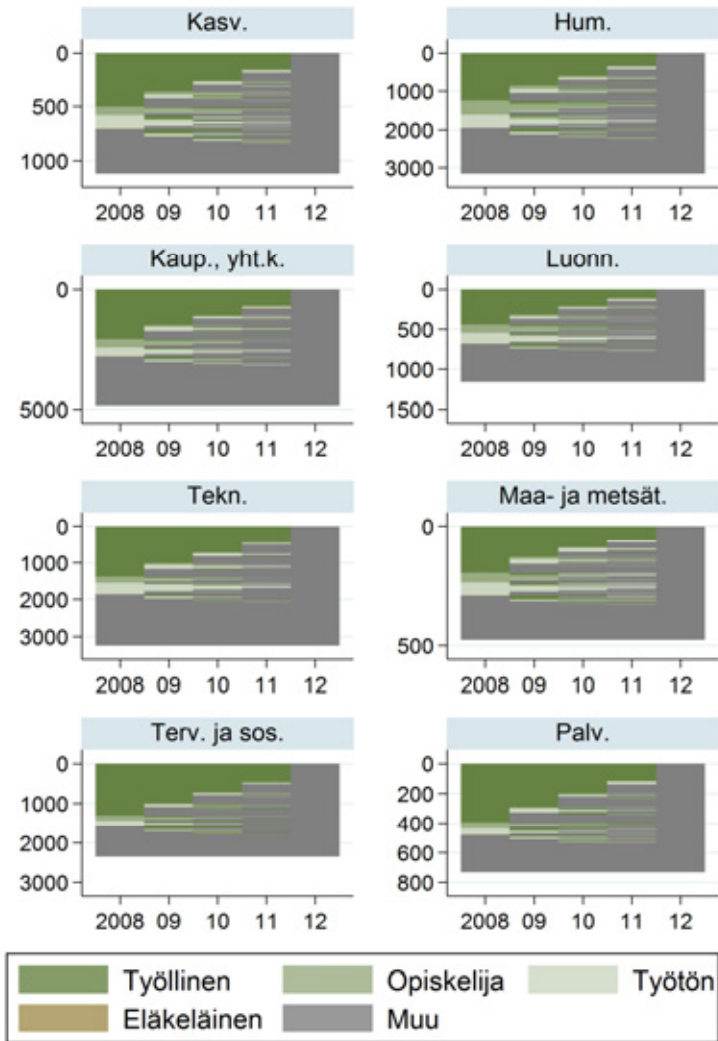 Kasv. Hum.
0 0
500 1000
1000 2000
3000
2008 09 10 11 12 2008 09 10 11 12
Kaup., yht.k. Luonn.
0 0
5000 500
1000
1500
2008 09 10 11 12 2008 09 10 11 12
Tekn. Maa- ja metsät.
0 0
1000 500
2000
3000
2008 09 10 11 12 2008 09 10 11 12
Terv. ja sos. Palv.
0 0
1000 200
2000 400
3000 600
800
2008 09 10 11 12 2008 09 10 11 12
Työllinen Opiskelija Työtön
Eläkeläinen Muu